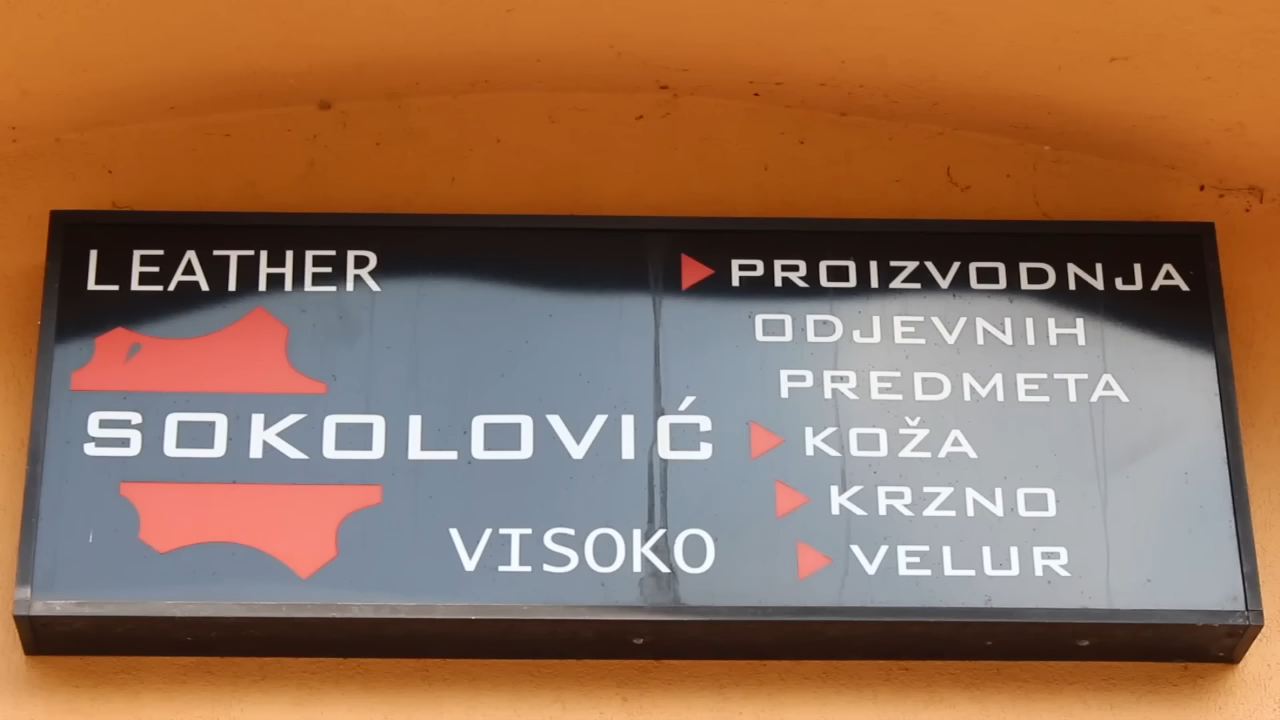 LEATHER
SOKOLOVIĆ
VISOKO
PROIZVODNJA
ODJEVNIH
PREDMETA
KOŽA
KRZNO
VELUR